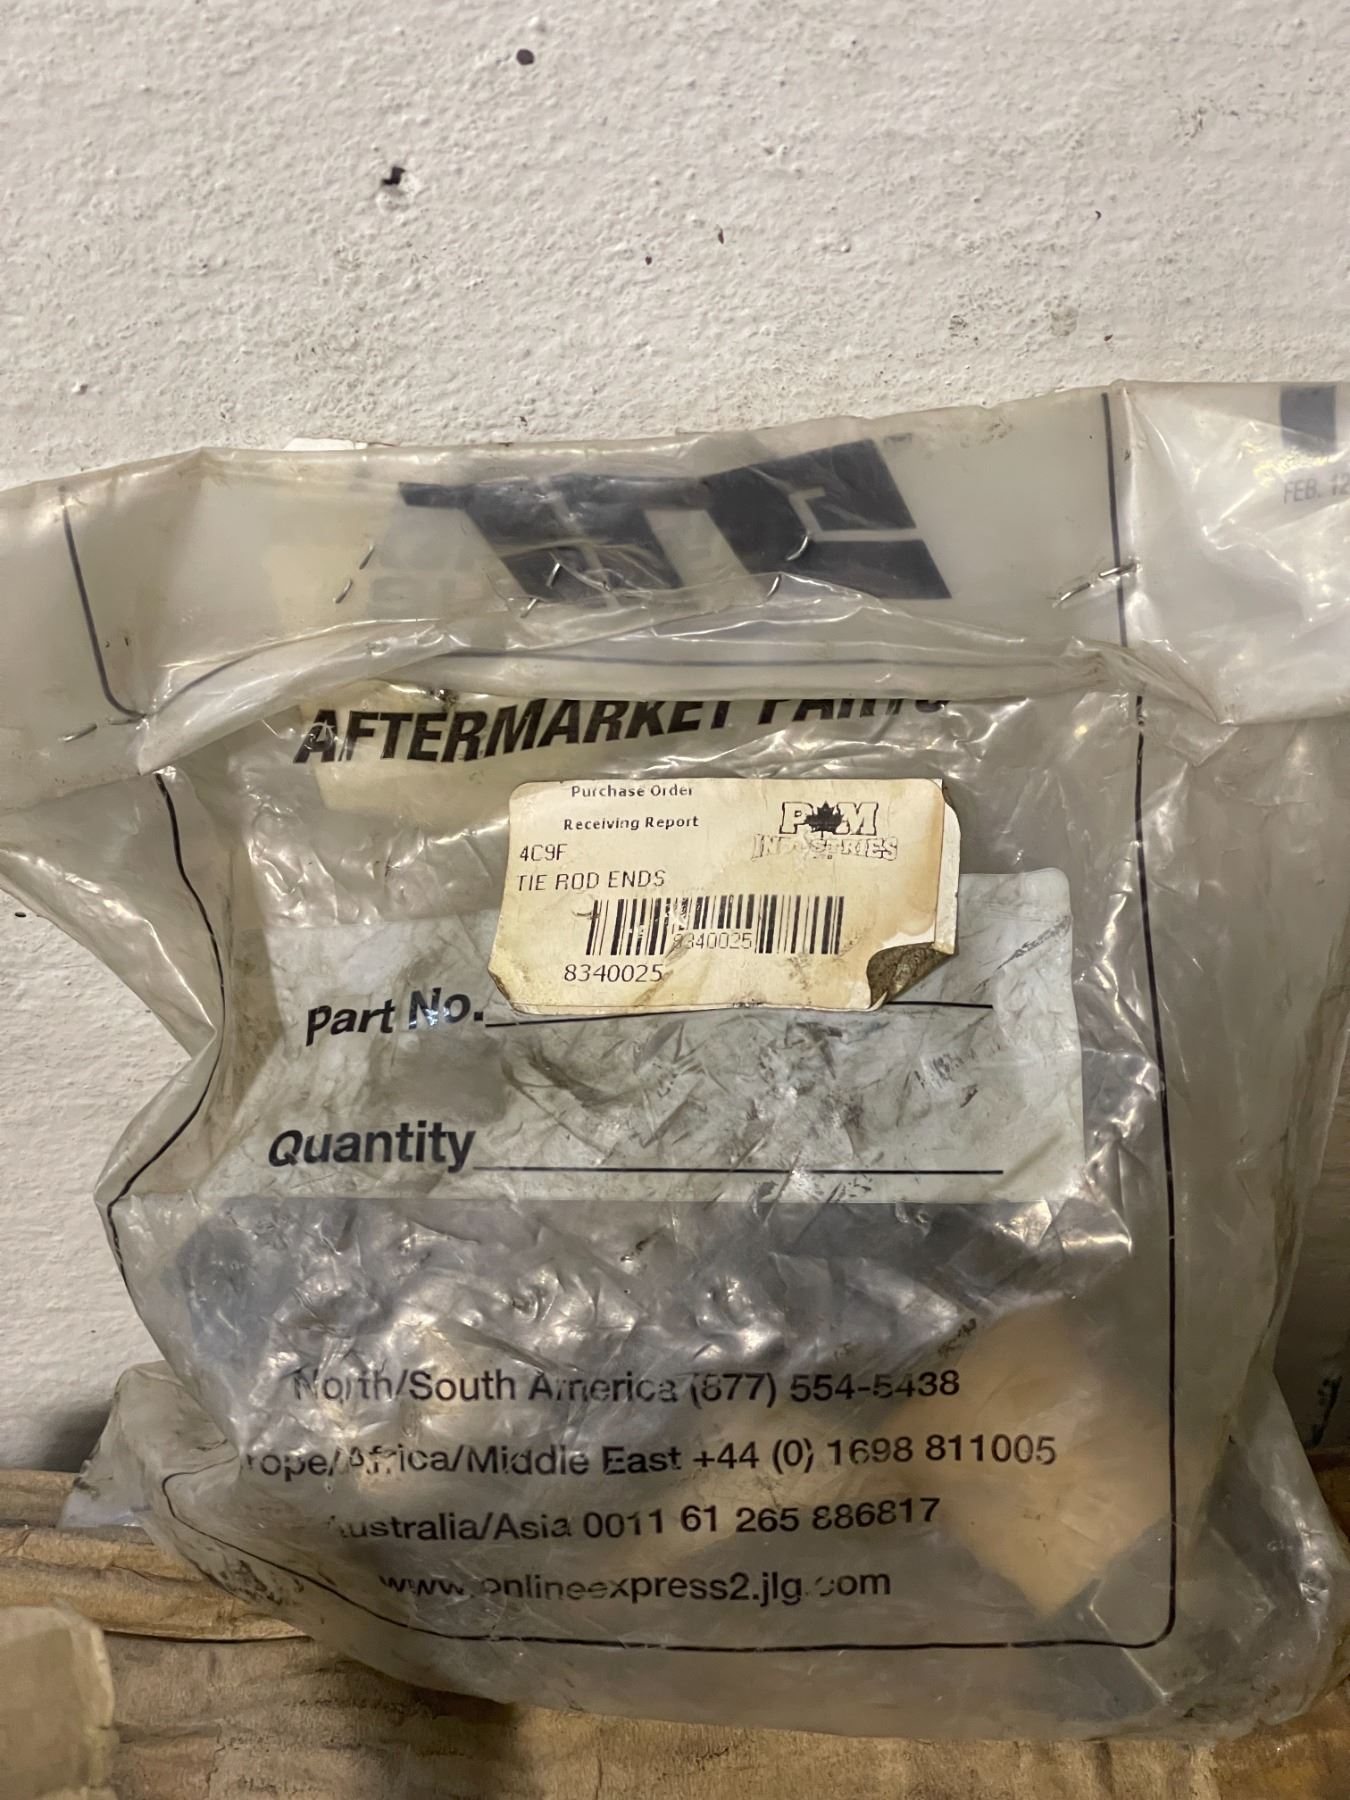 FEB. 12
AFTERMARKET PARTS
Purchase Order
Receiving Report
P M
INDUSTRIES
4C9F
TIE ROD ENDS
8340025
8340025
Part No.
Quantity
North/South America (877) 554-5438
rope/Africa/Middle East +44 (0) 1698 811005
Australia/Asia 0011 61 265 886817
www.onlineexpress2.jlg.com